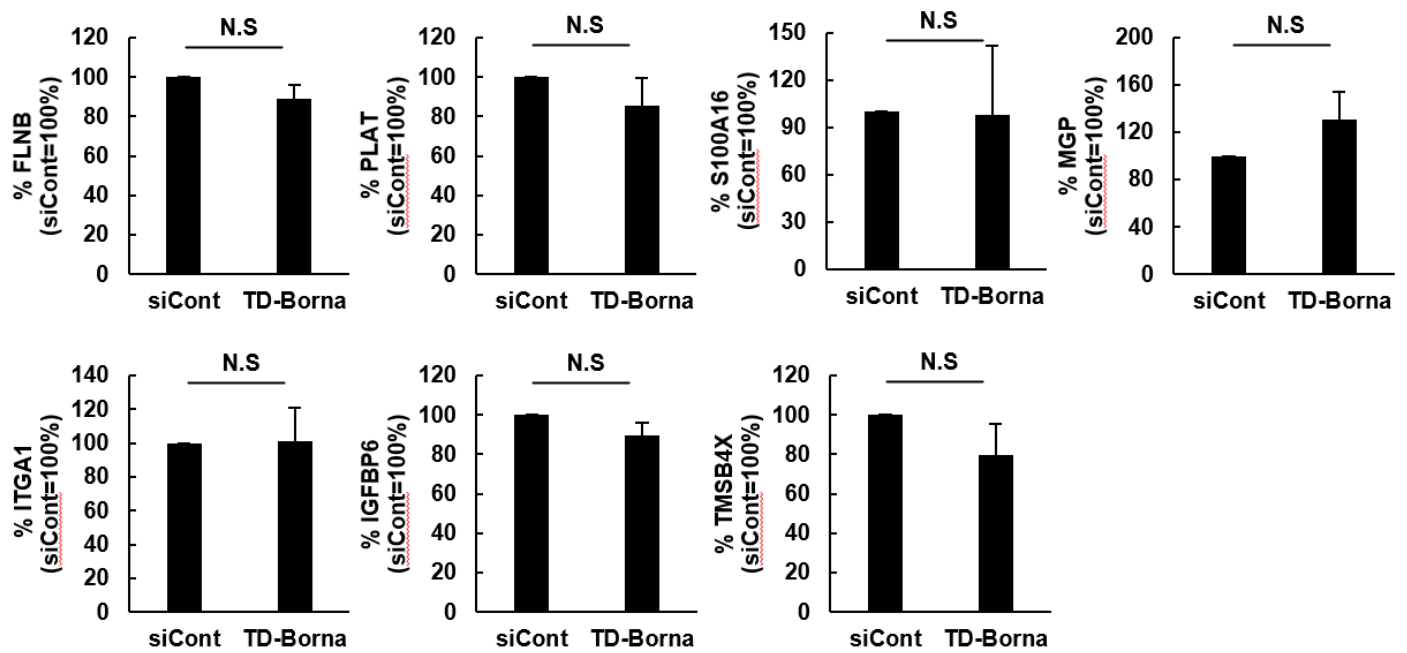 N.S
% FLNB
(siCont=100%)
120
100
80
60
40
20
0
siCont TD-Borna
N.S
% PLAT
(siCont=100%)
120
100
80
60
40
20
0
siCont TD-Borna
N.S
% S100A16
(siCont=100%)
150
120
90
60
30
0
siCont TD-Borna
N.S
% MGP
(siCont=100%)
200
160
120
80
40
0
siCont TD-Borna
N.S
% ITGA1
(siCont=100%)
140
120
100
80
60
40
20
0
siCont TD-Borna
N.S
% IGFBP6
(siCont=100%)
120
100
80
60
40
20
0
siCont TD-Borna
N.S
% TMSB4X
(siCont=100%)
120
100
80
60
40
20
0
siCont TD-Borna